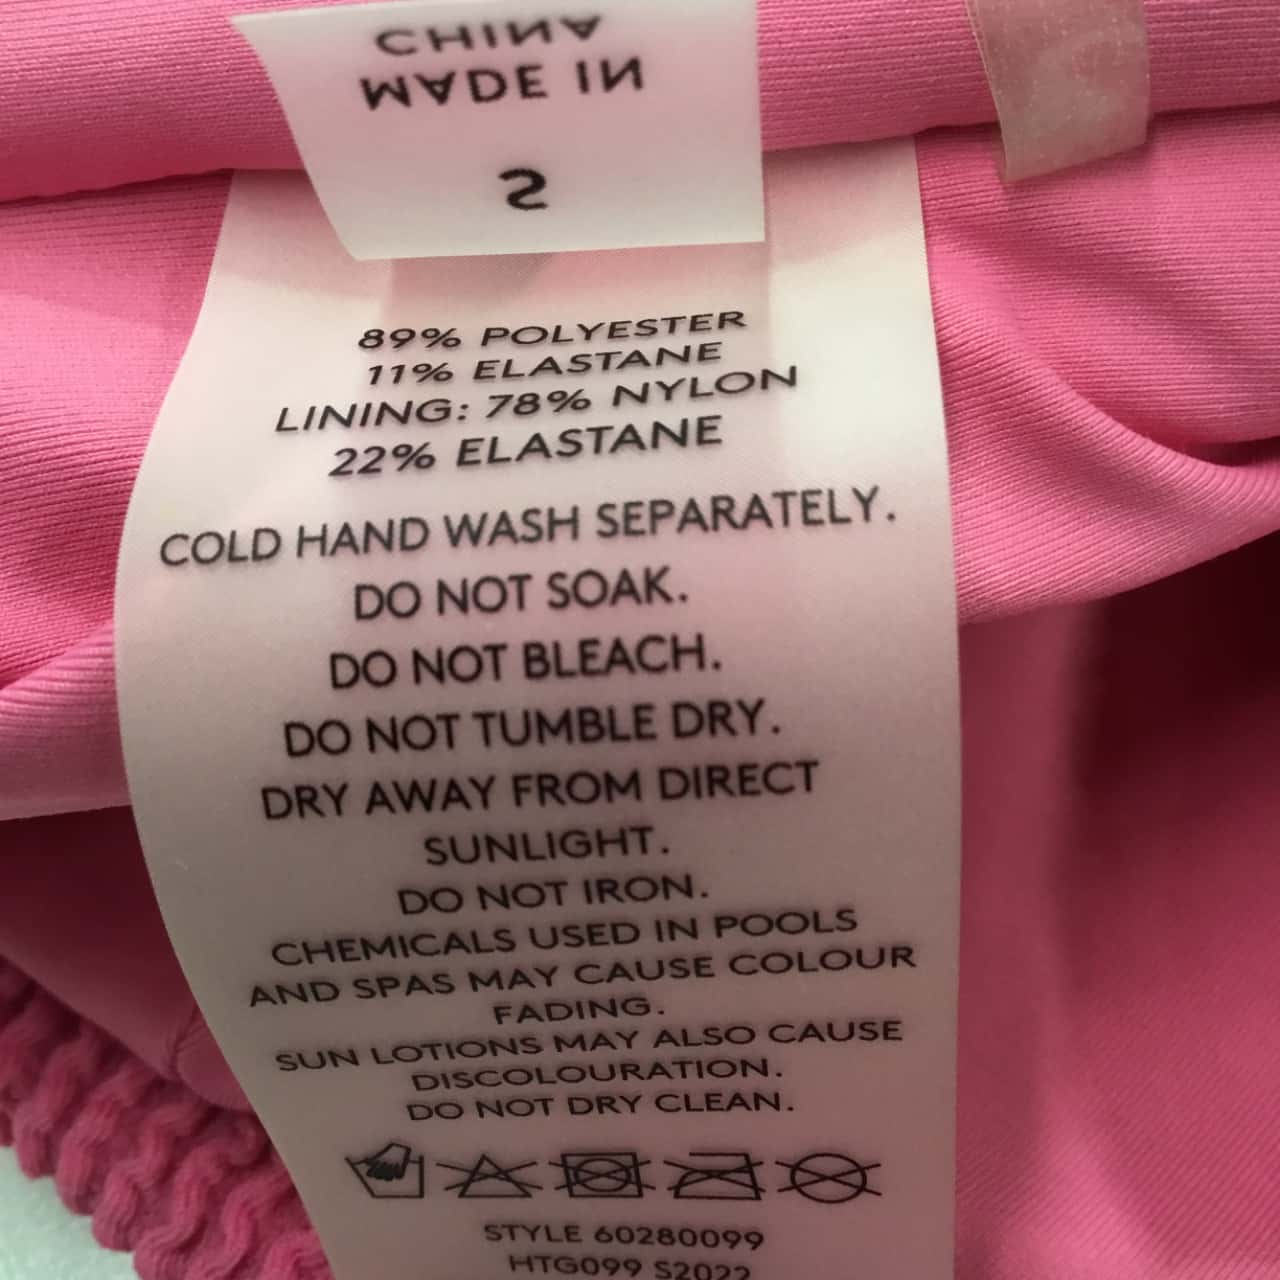 MADE IN
CHINA
S
89% POLYESTER
11% ELASTANE
LINING: 78% NYLON
22% ELASTANE
COLD HAND WASH SEPARATELY.
DO NOT SOAK.
DO NOT BLEACH.
DO NOT TUMBLE DRY.
DRY AWAY FROM DIRECT
SUNLIGHT.
DO NOT IRON.
CHEMICALS USED IN POOLS
AND SPAS MAY CAUSE COLOUR
FADING.
SUN LOTIONS MAY ALSO CAUSE
DISCOLOURATION.
DO NOT DRY CLEAN.
STYLE 60280099
HTG099 S2022